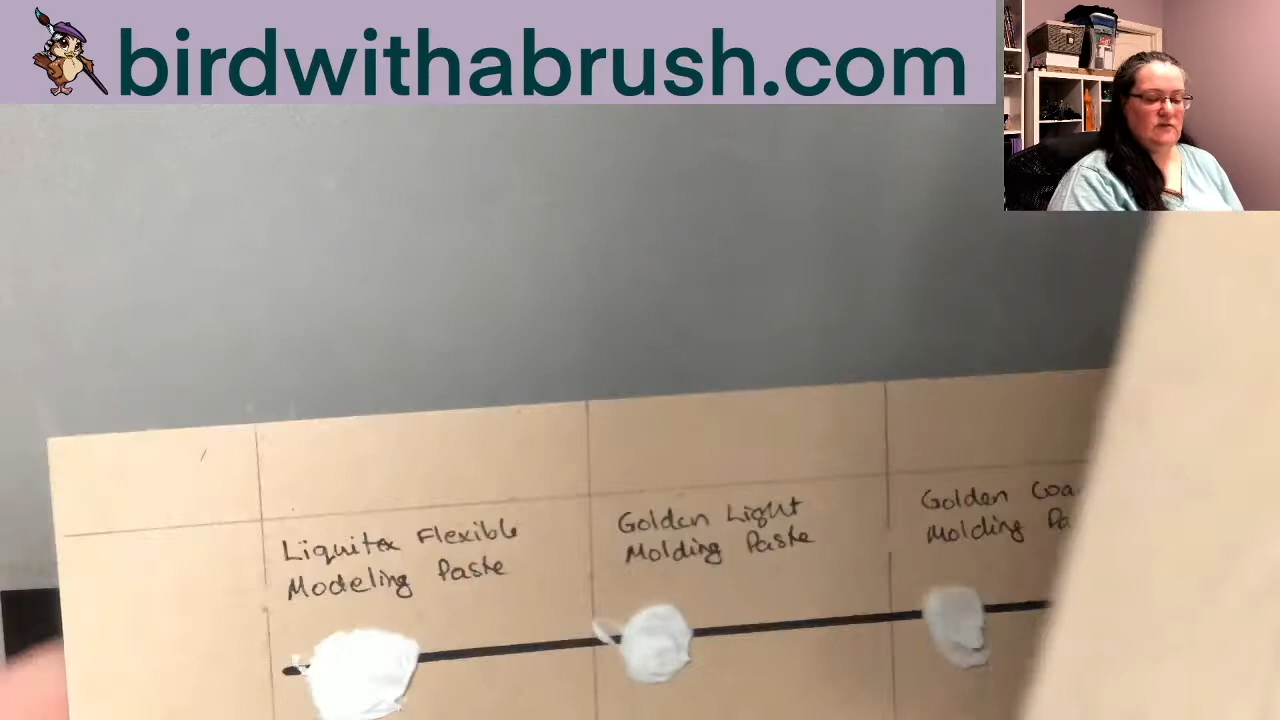 birdwithabrush.com
Liquitex Flexible
Modeling Paste
Golden Light
Molding Paste
Golden
Molding